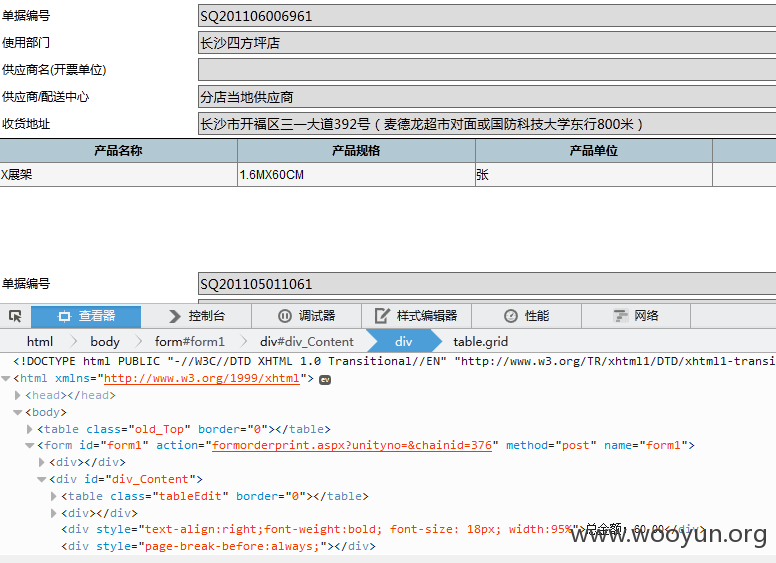 单据编号 SQ201106006961
使用部门 长沙四方坪店
供应商名(开票单位)
供应商/配送中心 分店当地供应商
收货地址 长沙市开福区三一大道392号（麦德龙超市对面或国防科技大学东行800米）
产品名称 产品规格 产品单位
X展架 1.6MX60CM 张
单据编号 SQ201105011061
查看器 控制台 调试器 样式编辑器 性能 网络
html body form#form1 div#div_Content div table.grid
<!DOCTYPE html PUBLIC "-//W3C//DTD XHTML 1.0 Transitional//EN" "http://www.w3.org/TR/xhtml1/DTD/xhtml1-transi
<html xmlns="http://www.w3.org/1999/xhtml"> ev
<head></head>
<body>
<table class="old_Top" border="0"></table>
<form id="form1" action="formorderprint.aspx?unityno=&chainid=376" method="post" name="form1">
<div></div>
<div id="div_Content">
<table class="tableEdit" border="0"></table>
<div></div>
<div style="text-align:right;font-weight:bold; font-size: 18px; width:95%">总金额：60.00</div>
<div style="page-break-before:always;"></div>
www.wooyun.org